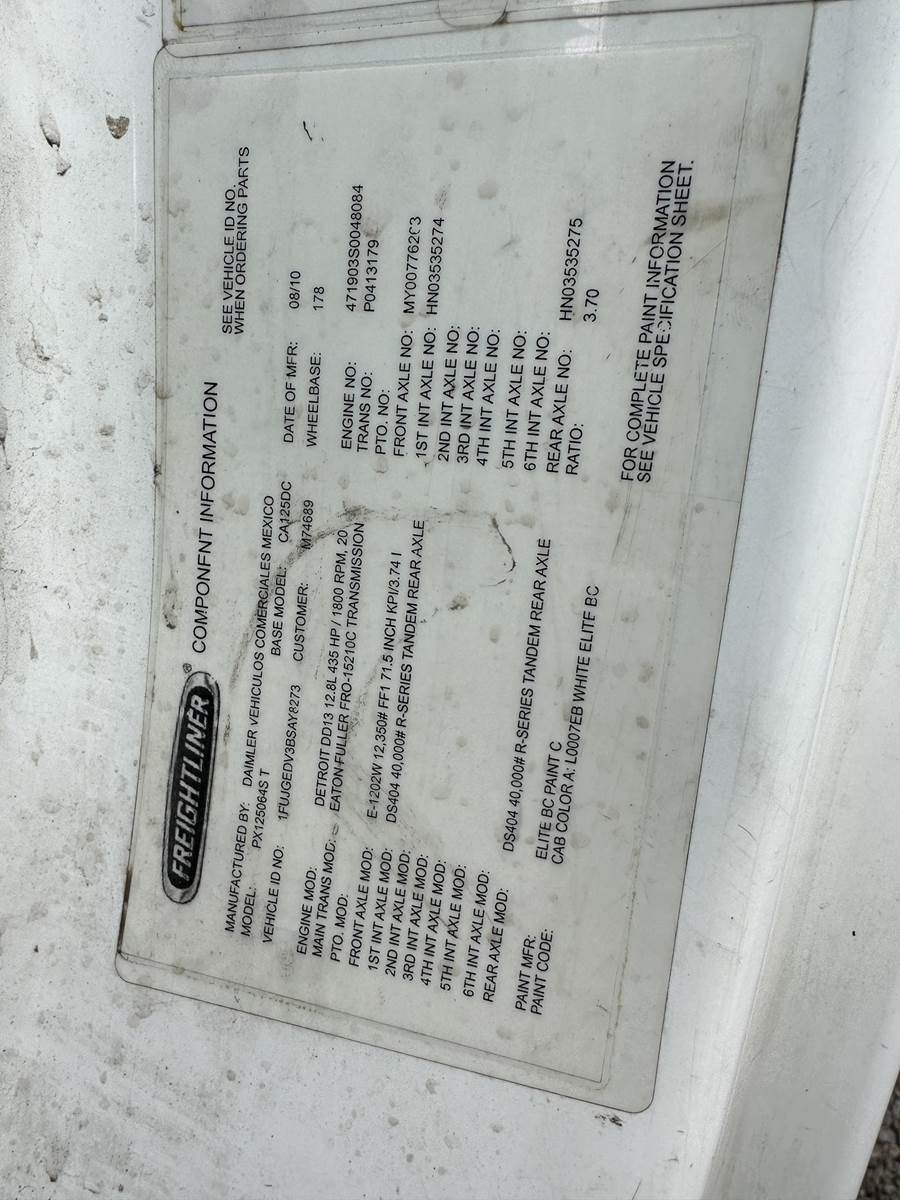 FREIGHTLINER® COMPONENT INFORMATION
SEE VEHICLE ID NO.
WHEN ORDERING PARTS
MANUFACTURED BY: DAIMLER VEHICULOS COMERCIALES MEXICO
MODEL: PX125064S T BASE MODEL: CA125DC DATE OF MFR: 08/10
VEHICLE ID NO: 1FUJGEDV3BSAY8273 CUSTOMER: M74689 WHEELBASE: 178
ENGINE MOD: DETROIT DD13 12.8L 435 HP / 1800 RPM, 20 ENGINE NO: 471903S0048084
MAIN TRANS MOD: EATON-FULLER FRO-15210C TRANSMISSION TRANS NO: P0413179
PTO. MOD: PTO. NO:
FRONT AXLE MOD: E-1202W 12,350# FF1 71.5 INCH KPI/3.74 I FRONT AXLE NO: MY00776203
1ST INT AXLE MOD: DS404 40,000# R-SERIES TANDEM REAR AXLE 1ST INT AXLE NO: HN03535274
2ND INT AXLE MOD: 2ND INT AXLE NO:
3RD INT AXLE MOD: 3RD INT AXLE NO:
4TH INT AXLE MOD: 4TH INT AXLE NO:
5TH INT AXLE MOD: 5TH INT AXLE NO:
6TH INT AXLE MOD: 6TH INT AXLE NO:
REAR AXLE MOD: DS404 40,000# R-SERIES TANDEM REAR AXLE REAR AXLE NO: HN03535275
RATIO: 3.70
PAINT MFR: ELITE BC PAINT C
PAINT CODE: CAB COLOR A: L0007EB WHITE ELITE BC
FOR COMPLETE PAINT INFORMATION
SEE VEHICLE SPECIFICATION SHEET.